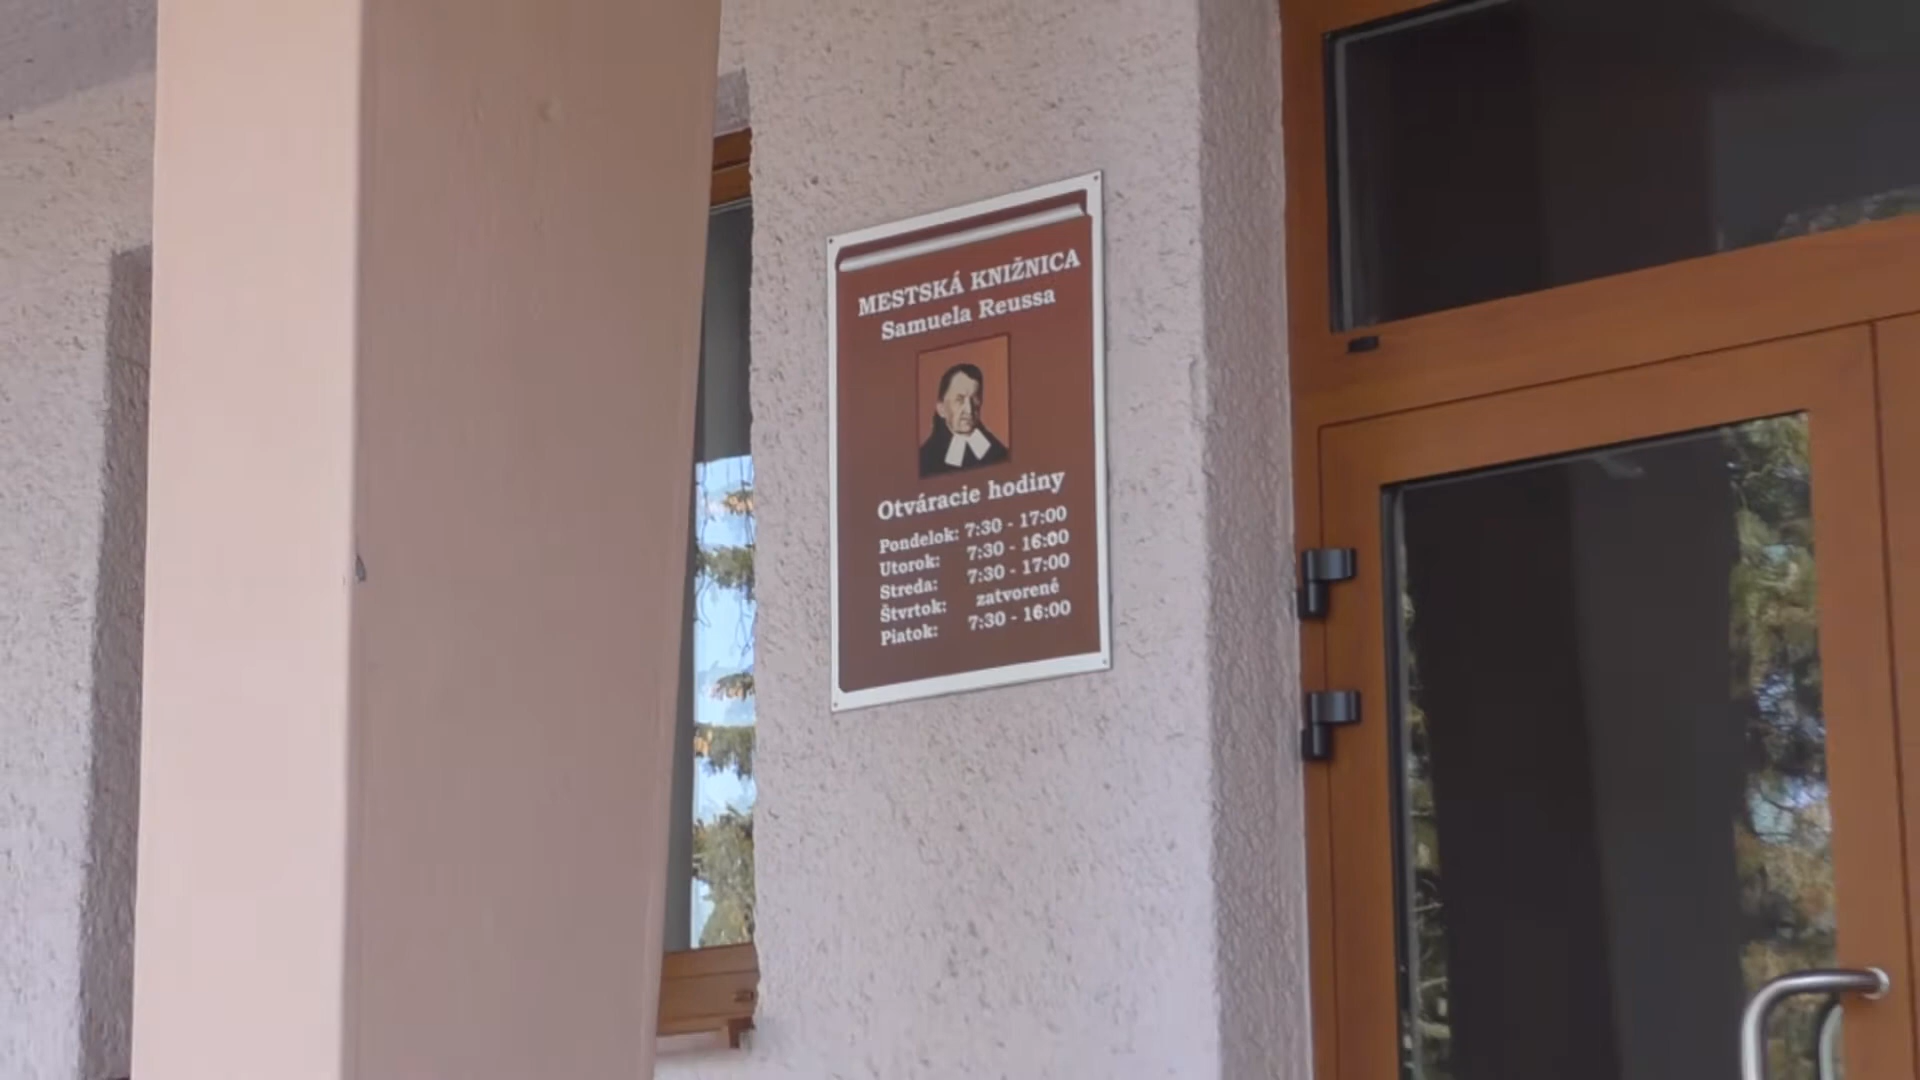 MESTSKÁ KNIŽNICA
Samuela Reussa
Otváracie hodiny
Pondelok: 7:30 - 17:00
Utorok: 7:30 - 16:00
Streda: 7:30 - 17:00
Štvrtok: zatvorené
Piatok: 7:30 - 16:00